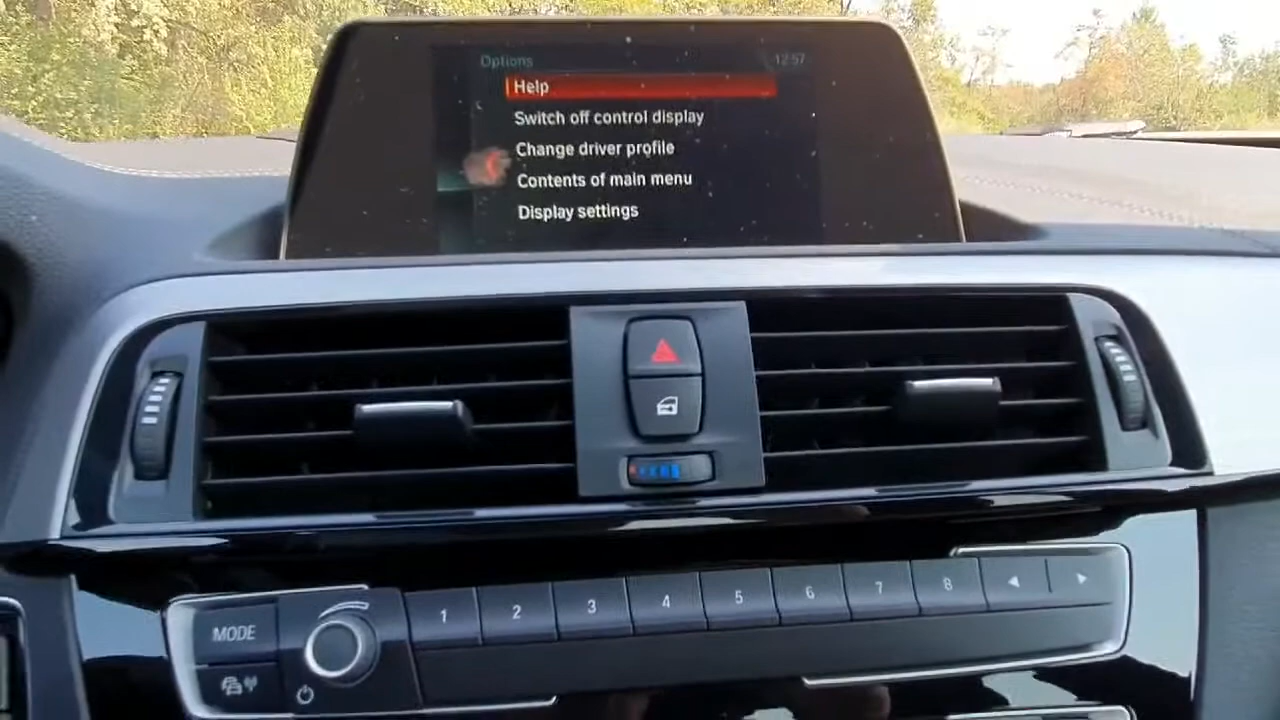 Options 12:57
Help
Switch off control display
Change driver profile
Contents of main menu
Display settings
MODE
1 2 3 4 5 6 7 8